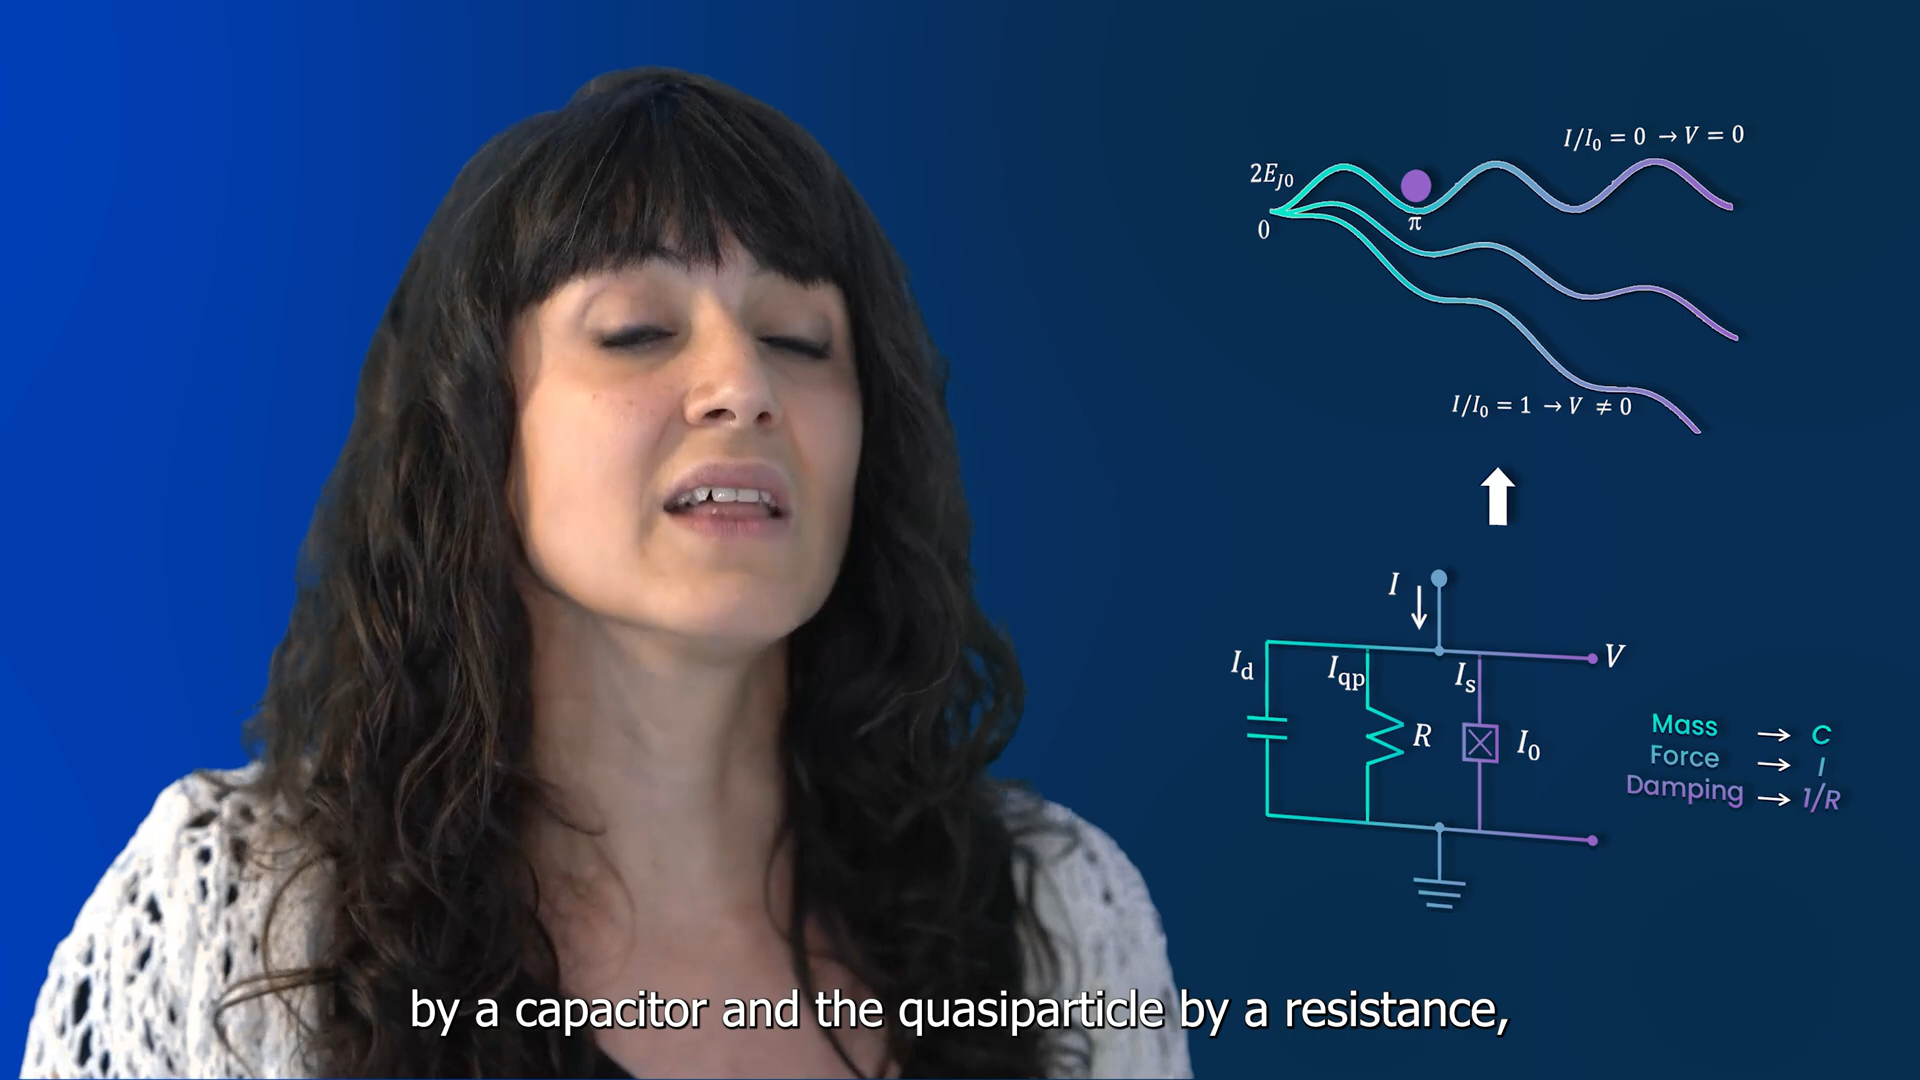 I/I₀ = 0 → V = 0
2E_J0
0
π
I/I₀ = 1 → V ≠ 0
I
V
I_d
I_qp
I_s
R
I₀
Mass → C
Force → I
Damping → 1/R
by a capacitor and the quasiparticle by a resistance,